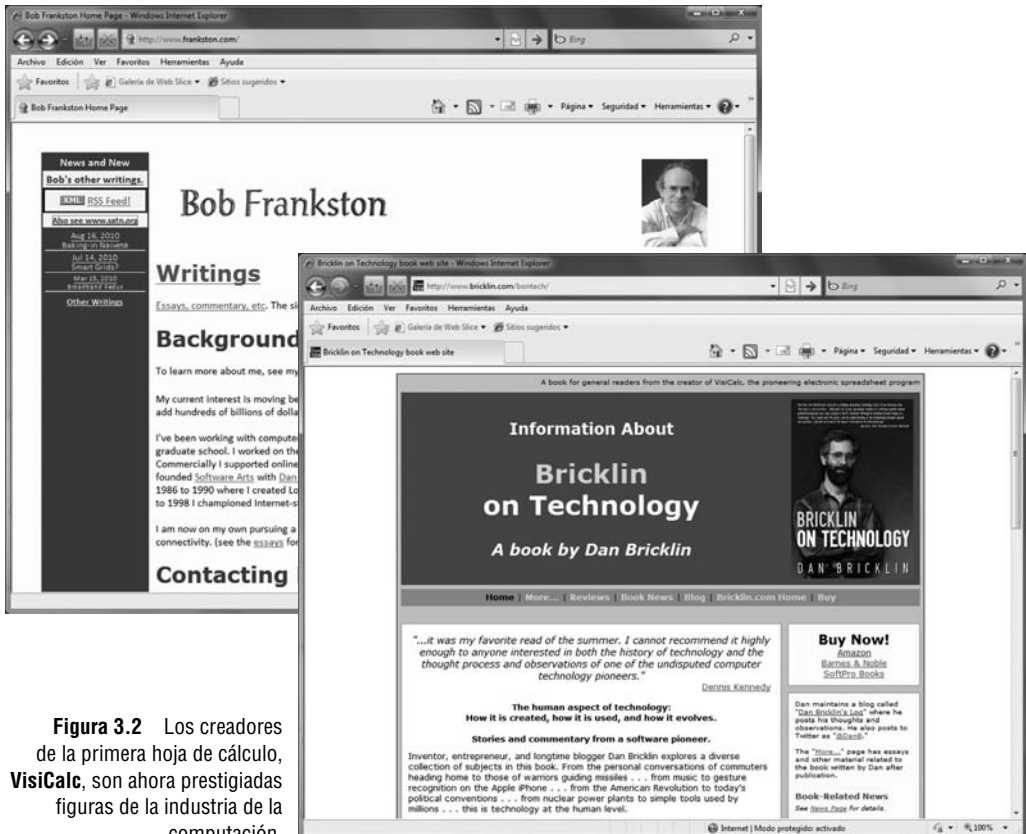 Bob Frankston Home Page - Windows Internet Explorer
http://www.frankston.com/
Bing
Archivo Edición Ver Favoritos Herramientas Ayuda
Favoritos Galería de Web Slice Sitios sugeridos
Bob Frankston Home Page
Página Seguridad Herramientas
News and New
Bob's other writings.
XML RSS Feed!
Also see www.satn.org
Aug 16, 2010
Baking-in Naiveté
Jul 14, 2010
Smart Grids?
Mar 15, 2010
Broadband Redux
Other Writings
Bob Frankston
Writings
Essays, commentary, etc. The si
Background
To learn more about me, see my
My current interest is moving be
add hundreds of billions of dolla
I've been working with compute
graduate school. I worked on the
Commercially I supported online
founded Software Arts with Dan
1986 to 1990 where I created Lo
to 1998 I championed Internet-s
I am now on my own pursuing a
connectivity. (see the essays for
Contacting
Bricklin on Technology book web site - Windows Internet Explorer
http://www.bricklin.com/bontech/
Bing
Archivo Edición Ver Favoritos Herramientas Ayuda
Favoritos Galería de Web Slice Sitios sugeridos
Bricklin on Technology book web site
Página Seguridad Herramientas
A book for general readers from the creator of VisiCalc, the pioneering electronic spreadsheet program
Information About
Bricklin
on Technology
A book by Dan Bricklin
BRICKLIN
ON TECHNOLOGY
DAN BRICKLIN
Home | More... | Reviews | Book News | Blog | Bricklin.com Home | Buy
"...it was my favorite read of the summer. I cannot recommend it highly
enough to anyone interested in both the history of technology and the
thought process and observations of one of the undisputed computer
technology pioneers."
Dennis Kennedy
The human aspect of technology:
How it is created, how it is used, and how it evolves.
Stories and commentary from a software pioneer.
Inventor, entrepreneur, and longtime blogger Dan Bricklin explores a diverse
collection of subjects in this book. From the personal conversations of commuters
heading home to those of warriors guiding missiles . . . from music to gesture
recognition on the Apple iPhone . . . from the American Revolution to today's
political conventions . . . from nuclear power plants to simple tools used by
millions . . . this is technology at the human level.
Buy Now!
Amazon
Barnes & Noble
SoftPro Books
Dan maintains a blog called
"Dan Bricklin's Log" where he
posts his thoughts and
observations. He also posts to
Twitter as "@DanB."
The "More..." page has essays
and other material related to
the book written by Dan after
publication.
Book-Related News
See News Page for details.
Internet | Modo protegido: activado
100%
Figura 3.2 Los creadores
de la primera hoja de cálculo,
VisiCalc, son ahora prestigiadas
figuras de la industria de la
computación.